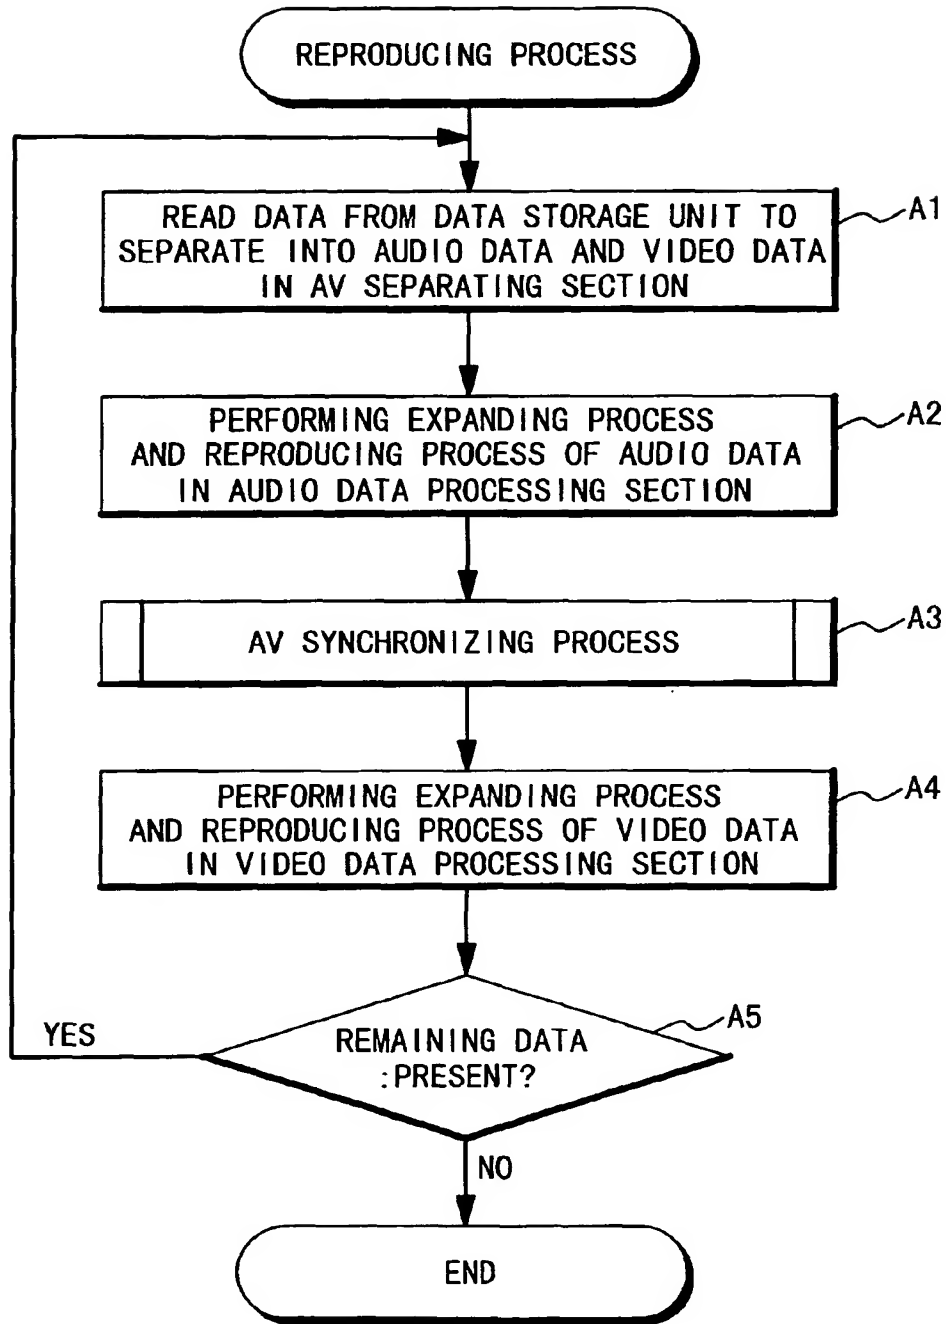 REPRODUCING PROCESS
READ DATA FROM DATA STORAGE UNIT TO
SEPARATE INTO AUDIO DATA AND VIDEO DATA
IN AV SEPARATING SECTION
A1
PERFORMING EXPANDING PROCESS
AND REPRODUCING PROCESS OF AUDIO DATA
IN AUDIO DATA PROCESSING SECTION
A2
AV SYNCHRONIZING PROCESS
A3
PERFORMING EXPANDING PROCESS
AND REPRODUCING PROCESS OF VIDEO DATA
IN VIDEO DATA PROCESSING SECTION
A4
REMAINING DATA
:PRESENT?
A5
YES
NO
END